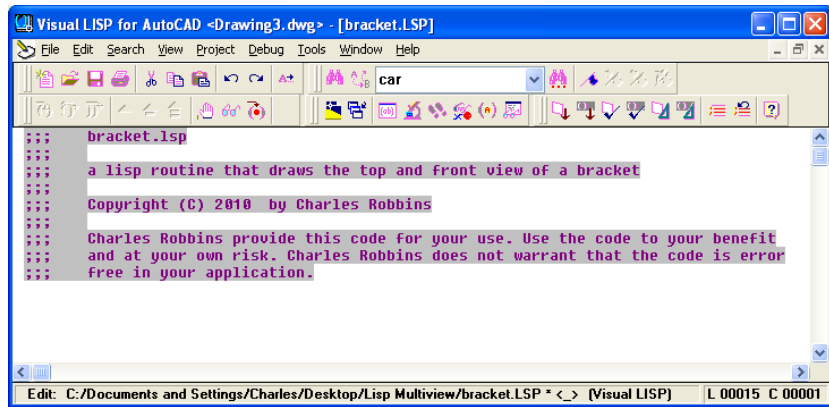 Visual LISP for AutoCAD <Drawing3.dwg> - [bracket.LSP]
File Edit Search View Project Debug Tools Window Help
car
;;; bracket.lsp
;;;
;;; a lisp routine that draws the top and front view of a bracket
;;;
;;; Copyright (C) 2010  by Charles Robbins
;;;
;;; Charles Robbins provide this code for your use. Use the code to your benefit
;;; and at your own risk. Charles Robbins does not warrant that the code is error
;;; free in your application.
Edit: C:/Documents and Settings/Charles/Desktop/Lisp Multiview/bracket.LSP * <_> (Visual LISP) L 00015 C 00001